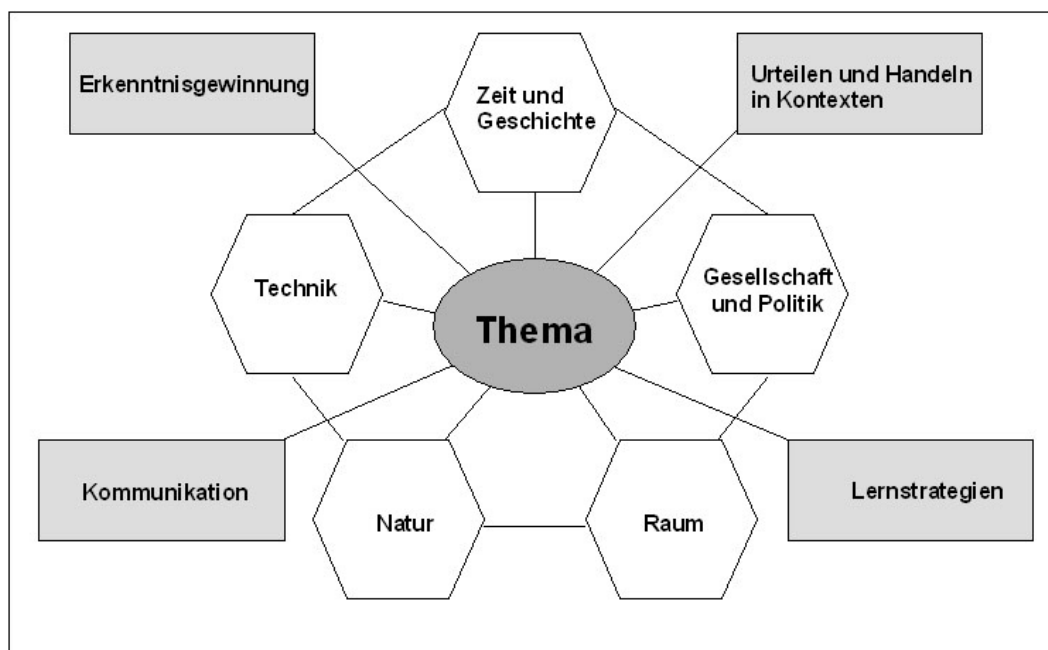 Erkenntnisgewinnung
Zeit und
Geschichte
Urteilen und Handeln
in Kontexten
Technik
Gesellschaft
und Politik
Thema
Kommunikation
Natur
Raum
Lernstrategien